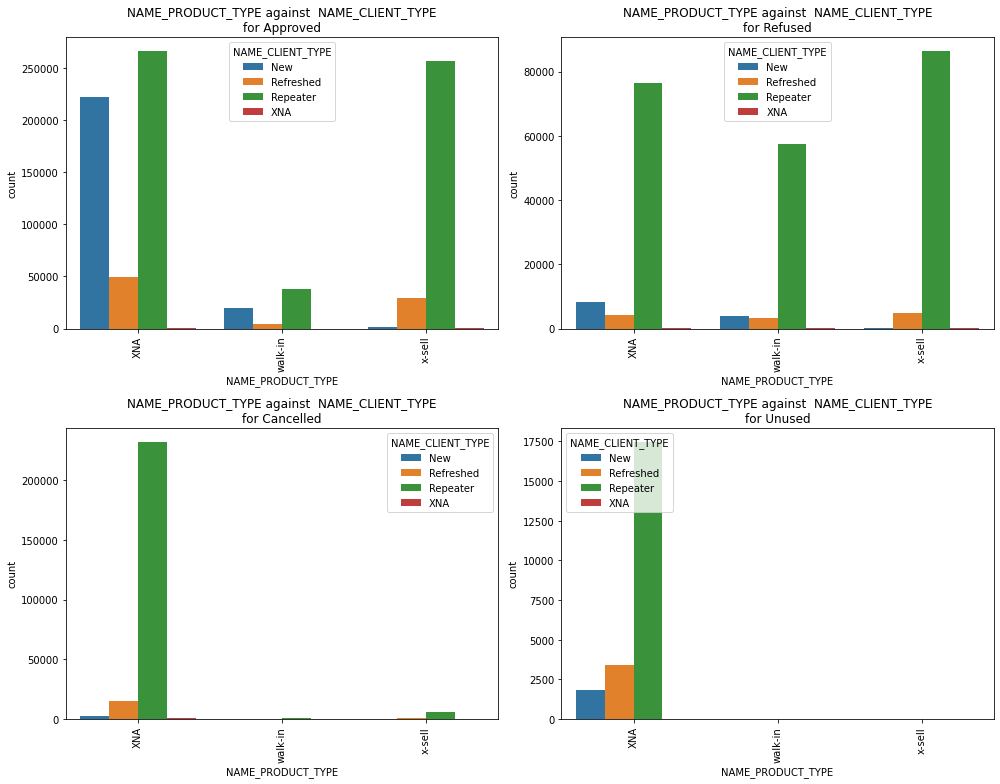 NAME_PRODUCT_TYPE against  NAME_CLIENT_TYPE
for Approved
NAME_CLIENT_TYPE
New
Refreshed
Repeater
XNA
250000
200000
150000
100000
50000
0
count
XNA
walk-in
x-sell
NAME_PRODUCT_TYPE
NAME_PRODUCT_TYPE against  NAME_CLIENT_TYPE
for Refused
NAME_CLIENT_TYPE
New
Refreshed
Repeater
XNA
80000
60000
40000
20000
0
count
XNA
walk-in
x-sell
NAME_PRODUCT_TYPE
NAME_PRODUCT_TYPE against  NAME_CLIENT_TYPE
for Cancelled
NAME_CLIENT_TYPE
New
Refreshed
Repeater
XNA
200000
150000
100000
50000
0
count
XNA
walk-in
x-sell
NAME_PRODUCT_TYPE
NAME_PRODUCT_TYPE against  NAME_CLIENT_TYPE
for Unused
NAME_CLIENT_TYPE
New
Refreshed
Repeater
XNA
17500
15000
12500
10000
7500
5000
2500
0
count
XNA
walk-in
x-sell
NAME_PRODUCT_TYPE